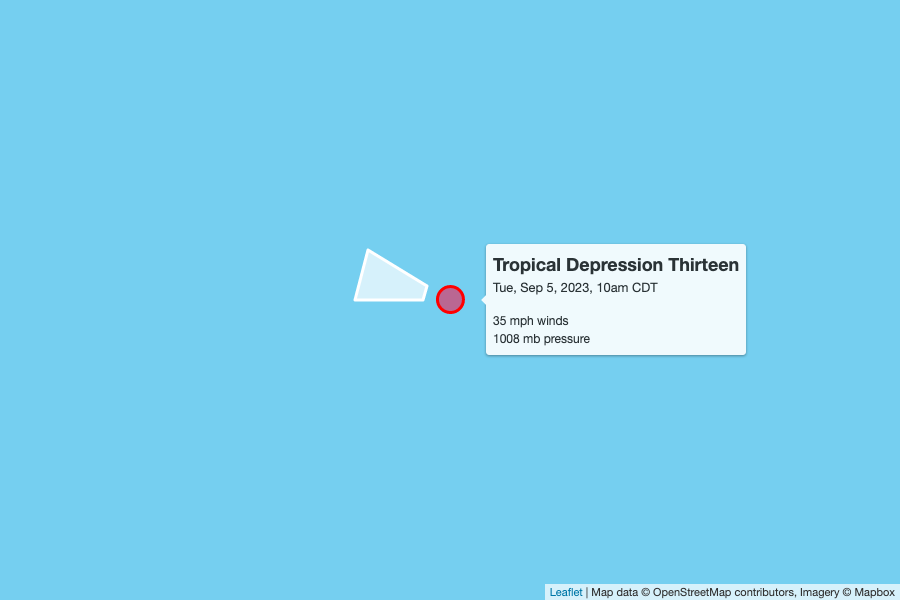 Tropical Depression Thirteen
Tue, Sep 5, 2023, 10am CDT
35 mph winds
1008 mb pressure
Leaflet | Map data © OpenStreetMap contributors, Imagery © Mapbox